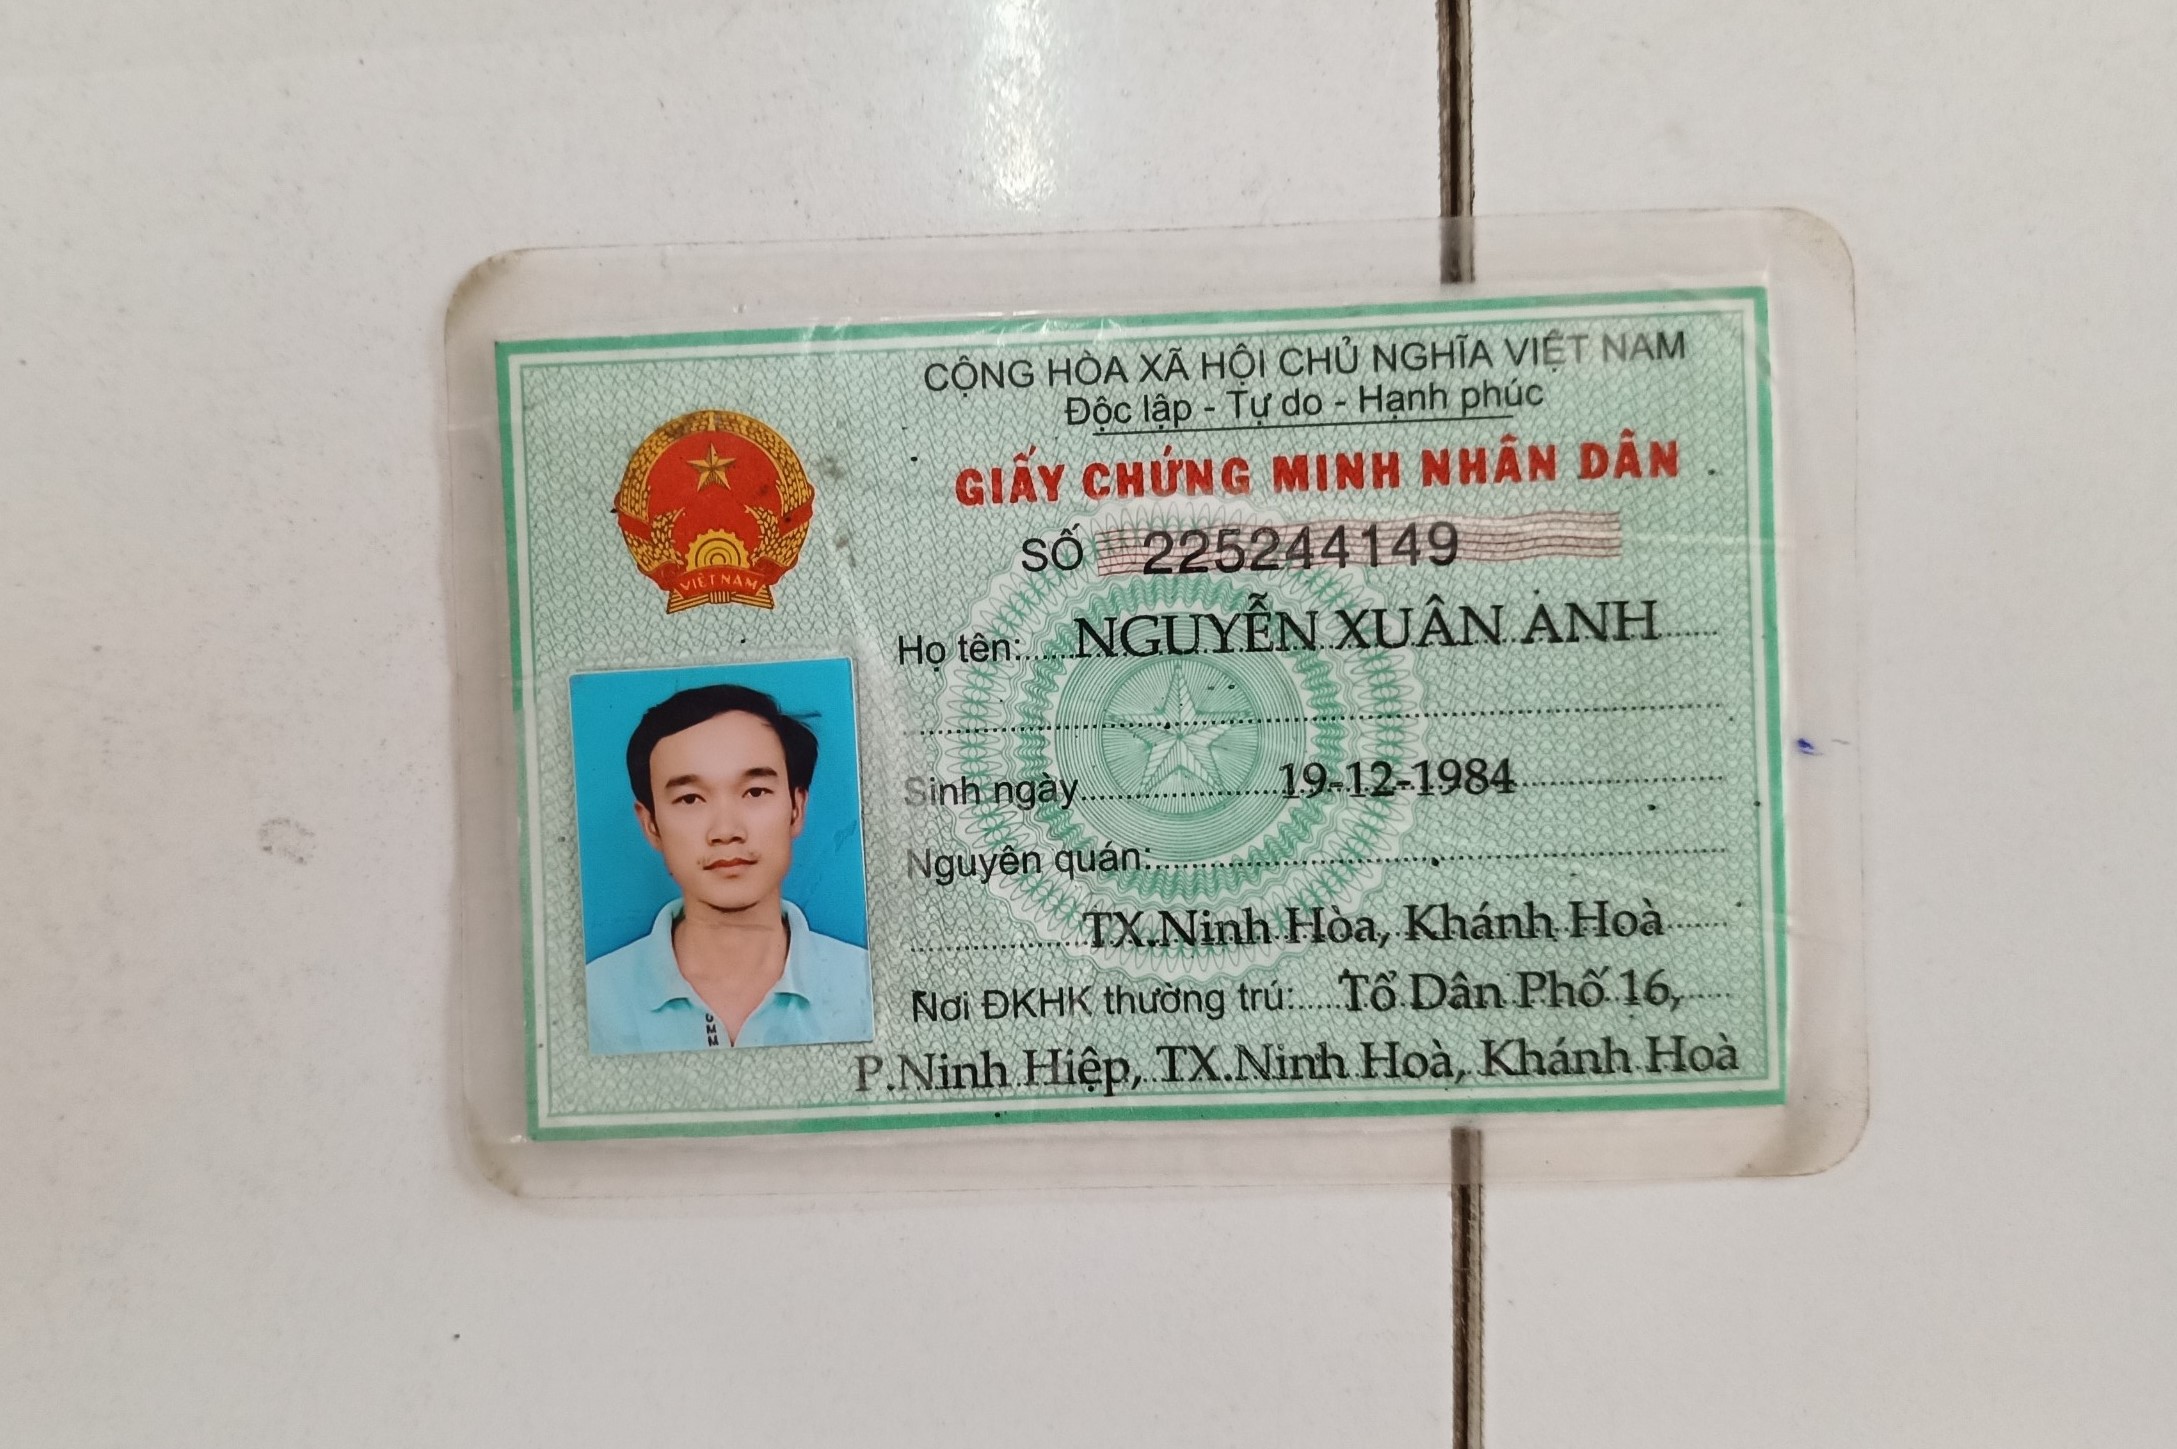 CỘNG HÒA XÃ HỘI CHỦ NGHĨA VIỆT NAM
Độc lập - Tự do - Hạnh phúc
GIẤY CHỨNG MINH NHÂN DÂN
SỐ 225244149
VIỆT NAM
Họ tên: NGUYỄN XUÂN ANH
Sinh ngày 19-12-1984
Nguyên quán:
TX.Ninh Hòa, Khánh Hoà
Nơi ĐKHK thường trú: Tổ Dân Phố 16,
P.Ninh Hiệp, TX.Ninh Hoà, Khánh Hoà